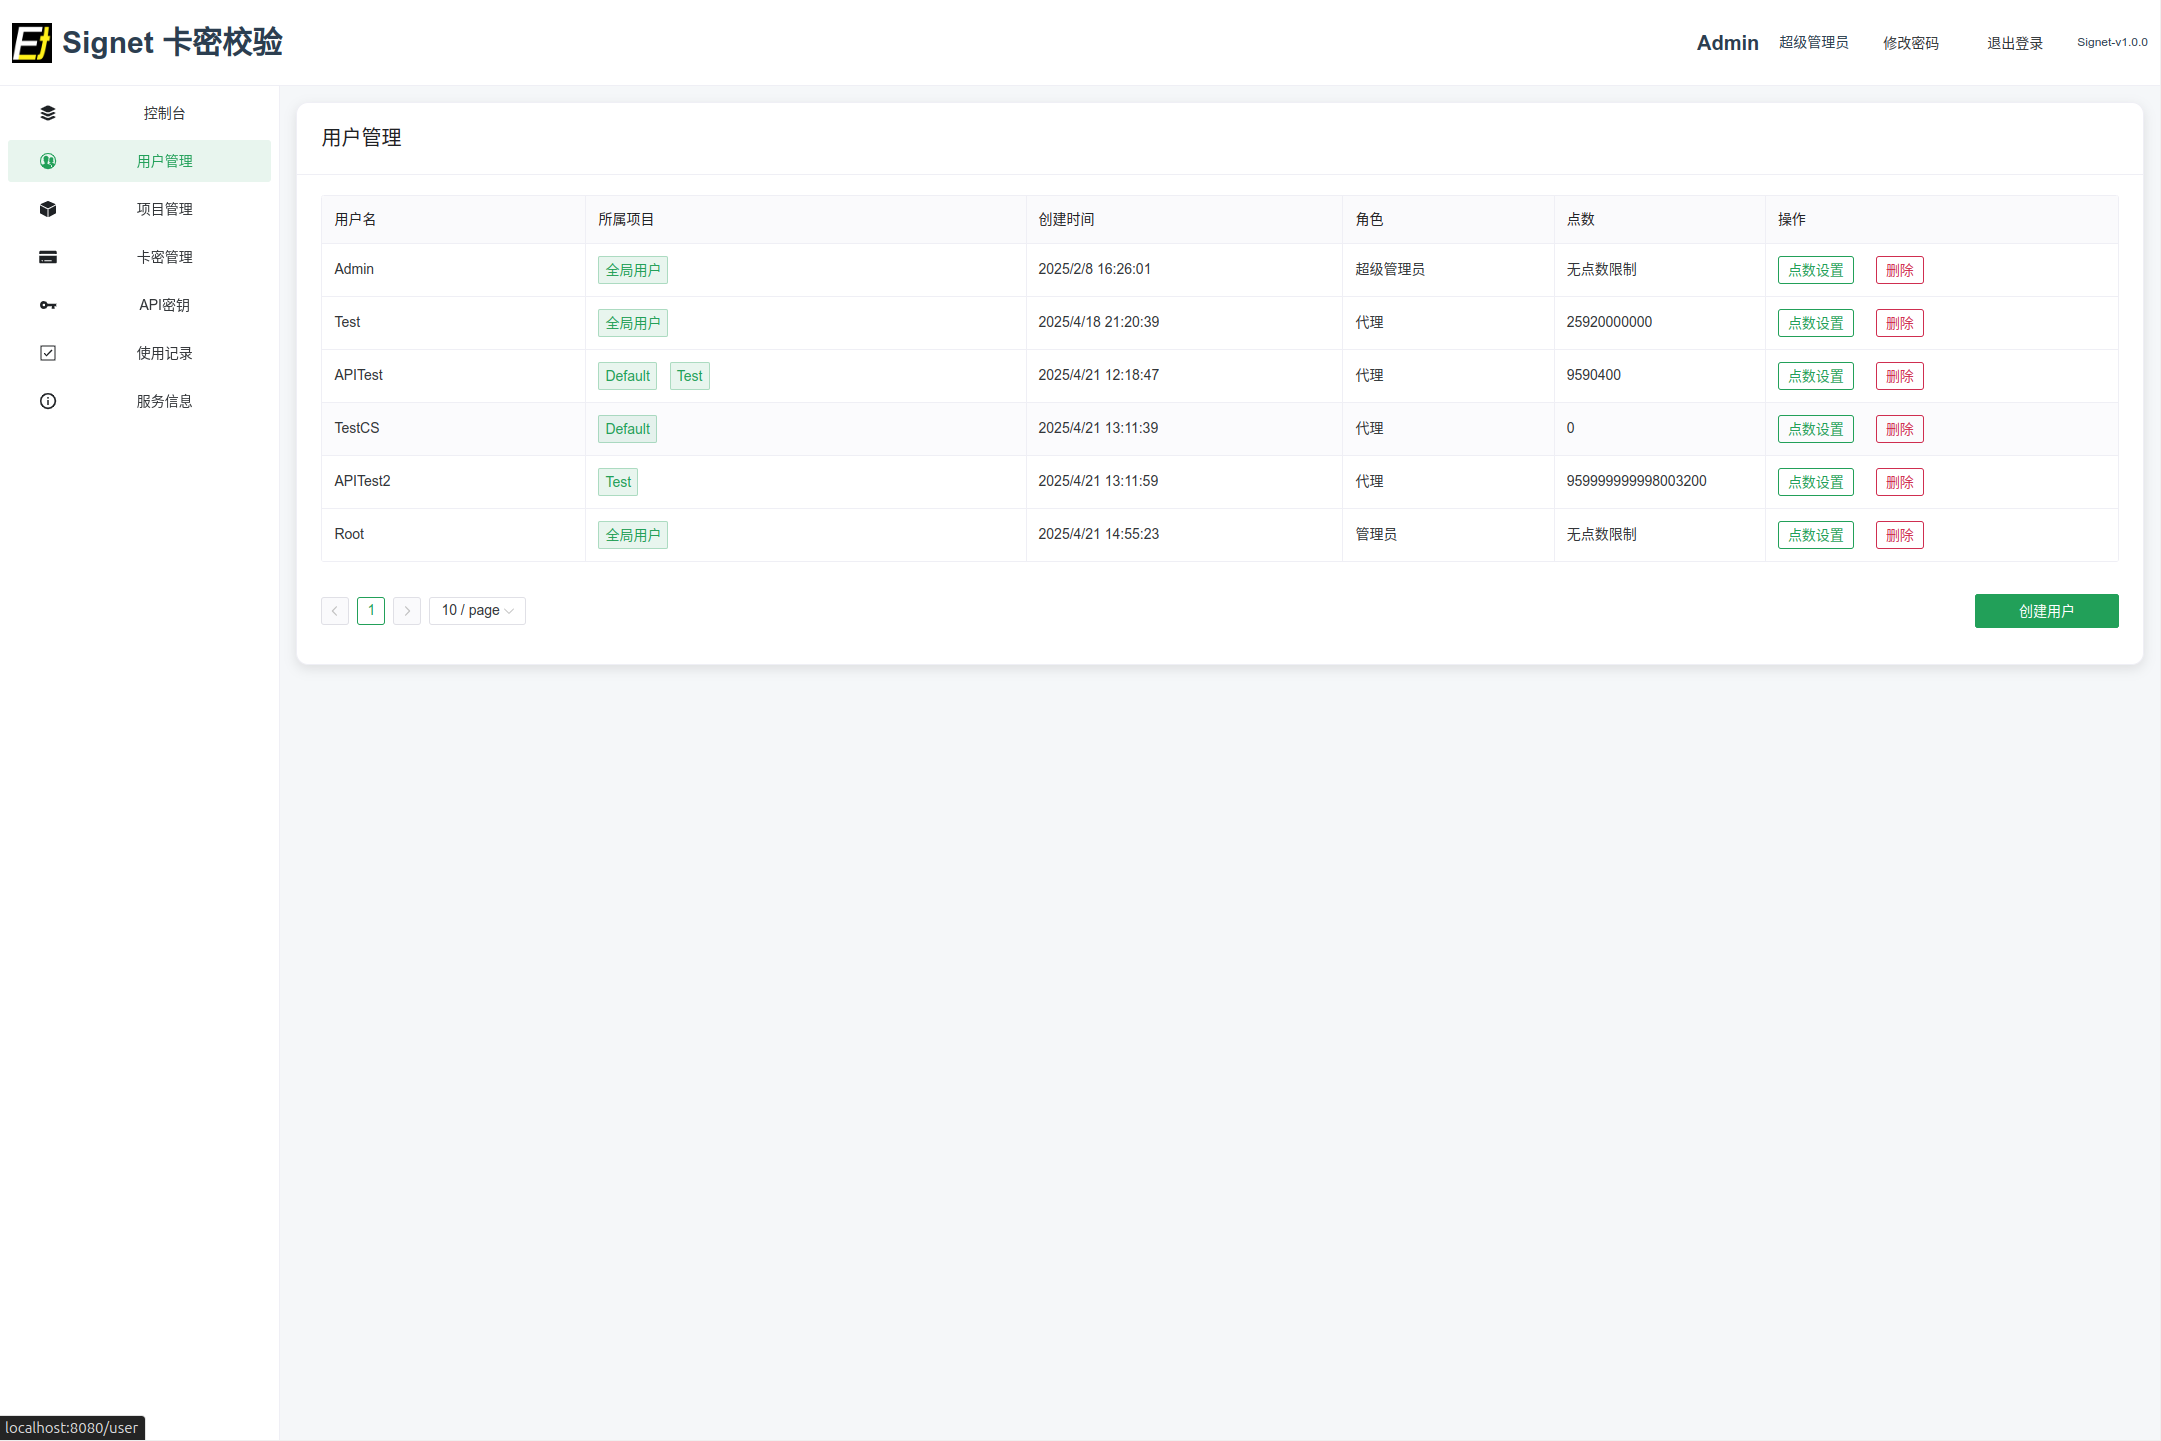 Et Signet 卡密校验
Admin 超级管理员 修改密码 退出登录 Signet-v1.0.0
控制台
用户管理
项目管理
卡密管理
API密钥
使用记录
服务信息
用户管理
用户名 所属项目 创建时间 角色 点数 操作
Admin 全局用户 2025/2/8 16:26:01 超级管理员 无点数限制 点数设置 删除
Test 全局用户 2025/4/18 21:20:39 代理 25920000000 点数设置 删除
APITest Default Test 2025/4/21 12:18:47 代理 9590400 点数设置 删除
TestCS Default 2025/4/21 13:11:39 代理 0 点数设置 删除
APITest2 Test 2025/4/21 13:11:59 代理 959999999998003200 点数设置 删除
Root 全局用户 2025/4/21 14:55:23 管理员 无点数限制 点数设置 删除
1 10 / page 创建用户
localhost:8080/user